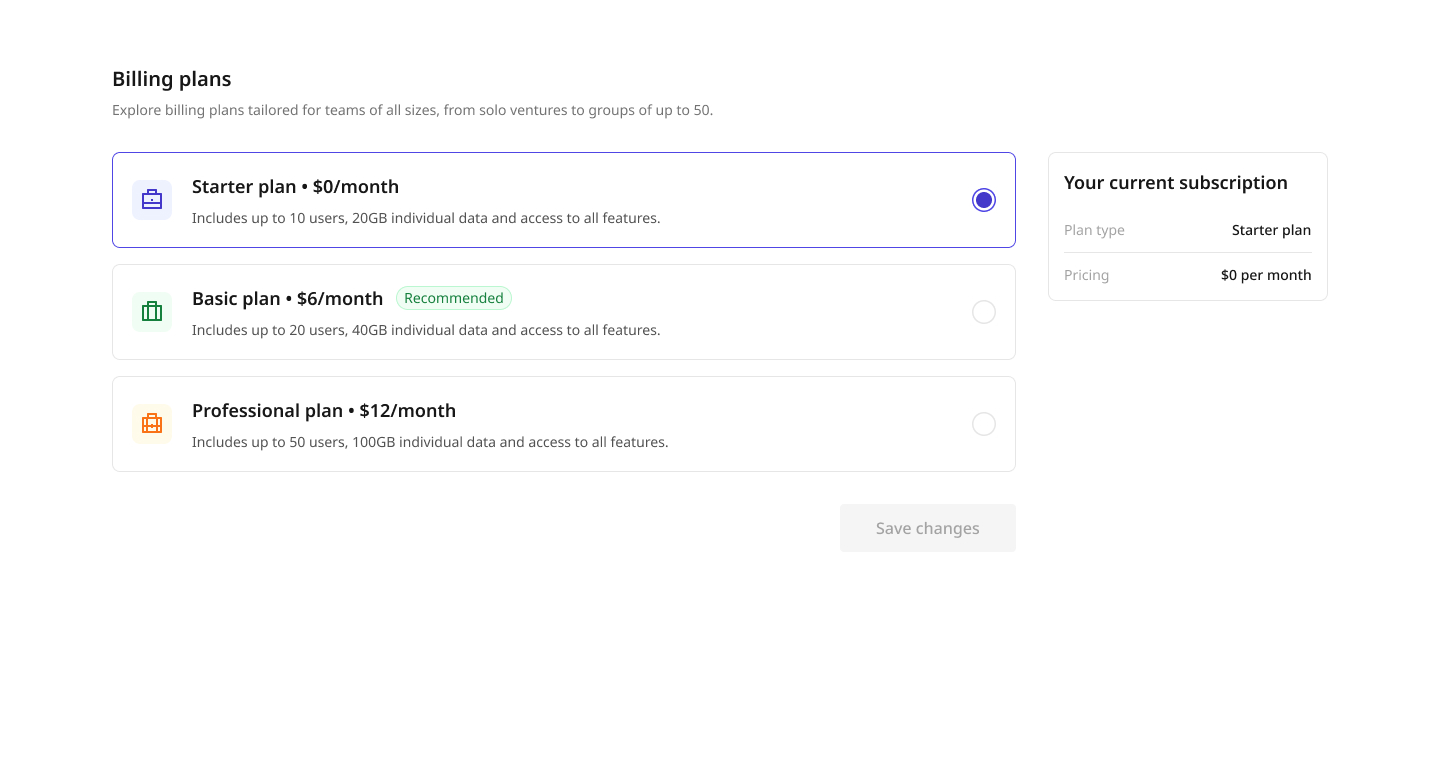 Billing plans
Explore billing plans tailored for teams of all sizes, from solo ventures to groups of up to 50.
Starter plan • $0/month
Includes up to 10 users, 20GB individual data and access to all features.
Basic plan • $6/month Recommended
Includes up to 20 users, 40GB individual data and access to all features.
Professional plan • $12/month
Includes up to 50 users, 100GB individual data and access to all features.
Save changes
Your current subscription
Plan type Starter plan
Pricing $0 per month